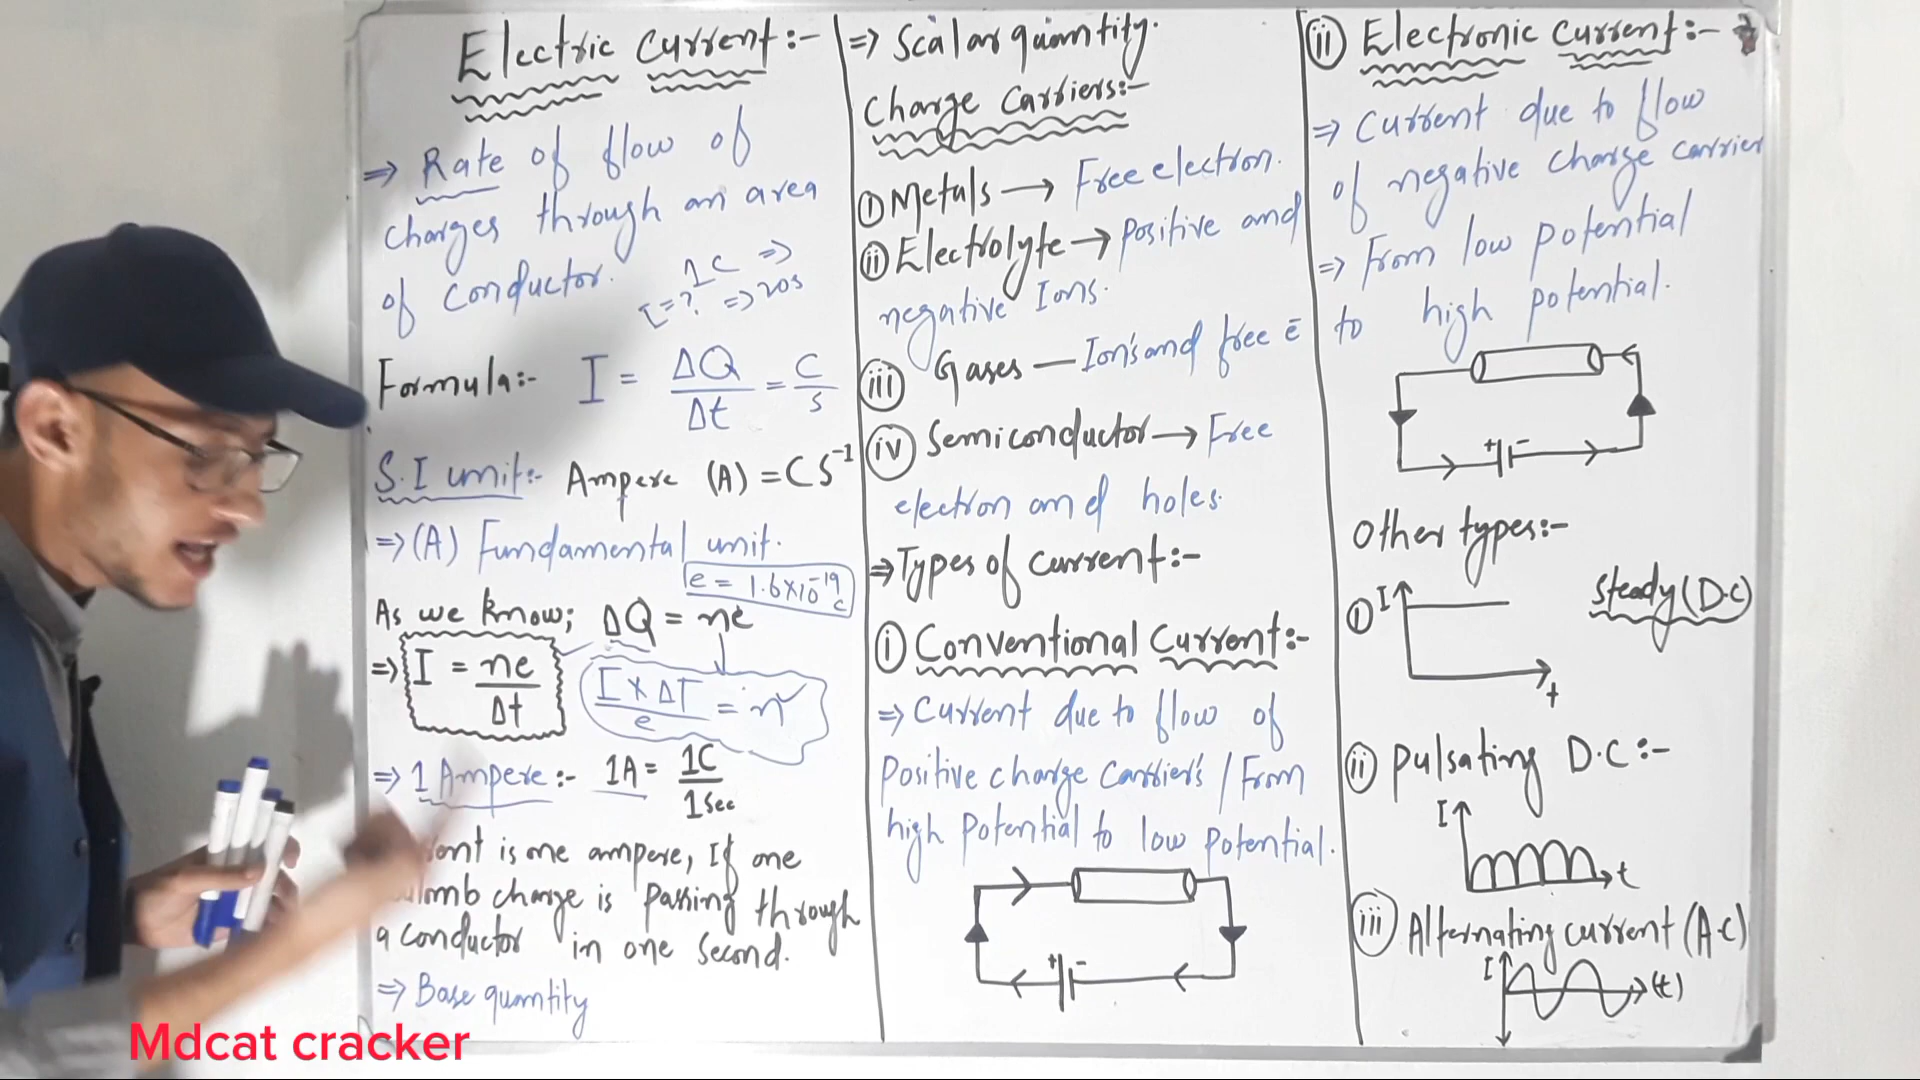 Electric Current:-
⇒ Rate of flow of
charges through an area
of conductor.
1C ⇒
I=? ⇒ 20s
Formula:- I = ΔQ/Δt = C/s
S.I unit:- Ampere (A) = CS⁻¹
⇒ (A) Fundamental unit.
e = 1.6×10⁻¹⁹ C
As we know; ΔQ = ne
⇒ I = ne/Δt
I × ΔT/e = n
⇒ 1 Ampere:- 1A = 1C/1Sec
is one ampere, If one
charge is passing through
a conductor in one second.
⇒ Base quantity
⇒ Scalar quantity.
Charge Carriers:-
(i) Metals → Free electron.
(ii) Electrolyte → Positive and
negative Ions.
(iii) Gases — Ion's and free ē
(iv) Semiconductor → Free
electron and holes.
⇒ Types of current:-
(i) Conventional Current:-
⇒ Current due to flow of
Positive charge Carrier's / From
high Potential to low Potential.
+ -
(ii) Electronic Current:-
⇒ Current due to flow
of negative charge carrier
⇒ From low potential
to high potential.
+ -
Other types:-
(i) I Steady (D.C)
t
(ii) Pulsating D.C:-
I
t
(iii) Alternating current (A.C)
I
(t)
Mdcat cracker